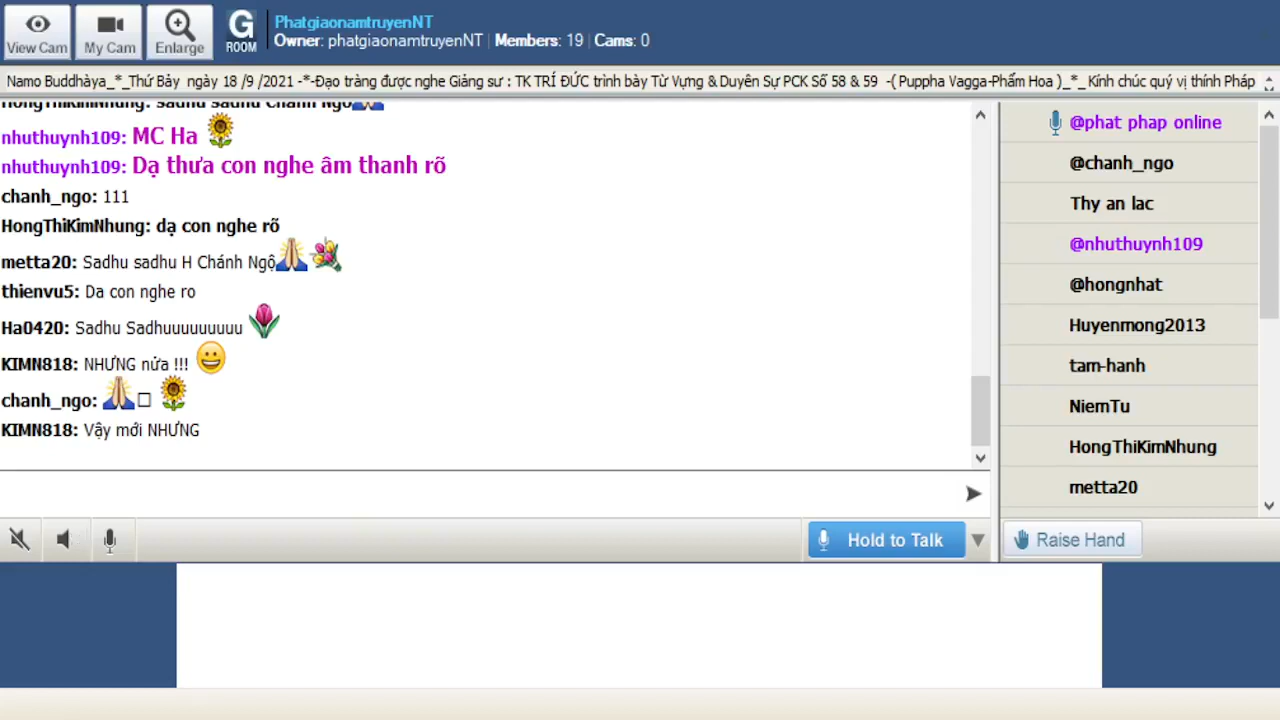 View Cam My Cam Enlarge G ROOM PhatgiaonamtruyenNT
Owner: phatgiaonamtruyenNT | Members: 19 | Cams: 0
Namo Buddhàya_*_Thứ Bảy ngày 18 /9 /2021 -*-Đạo tràng được nghe Giảng sư : TK TRÍ ĐỨC trình bày Từ Vựng & Duyên Sự PCK Số 58 & 59 -( Puppha Vagga-Phẩm Hoa )_*_ Kính chúc quý vị thính Pháp
HongThiKimNhung: sadhu sadhu Chánh Ngộ
nhuthuynh109: MC Ha
nhuthuynh109: Dạ thưa con nghe âm thanh rõ
chanh_ngo: 111
HongThiKimNhung: dạ con nghe rõ
metta20: Sadhu sadhu H Chánh Ngộ
thienvu5: Da con nghe ro
Ha0420: Sadhu Sadhuuuuuuuuu
KIMN818: NHƯNG nửa !!!
chanh_ngo:
KIMN818: Vậy mới NHƯNG
@phat phap online
@chanh_ngo
Thy an lac
@nhuthuynh109
@hongnhat
Huyenmong2013
tam-hanh
NiemTu
HongThiKimNhung
metta20
Hold to Talk
Raise Hand